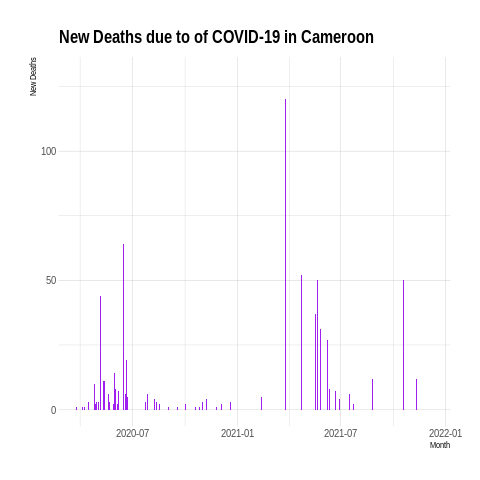 New Deaths due to of COVID-19 in Cameroon
New Deaths
100
50
0
2020-07 2021-01 2021-07 2022-01
Month